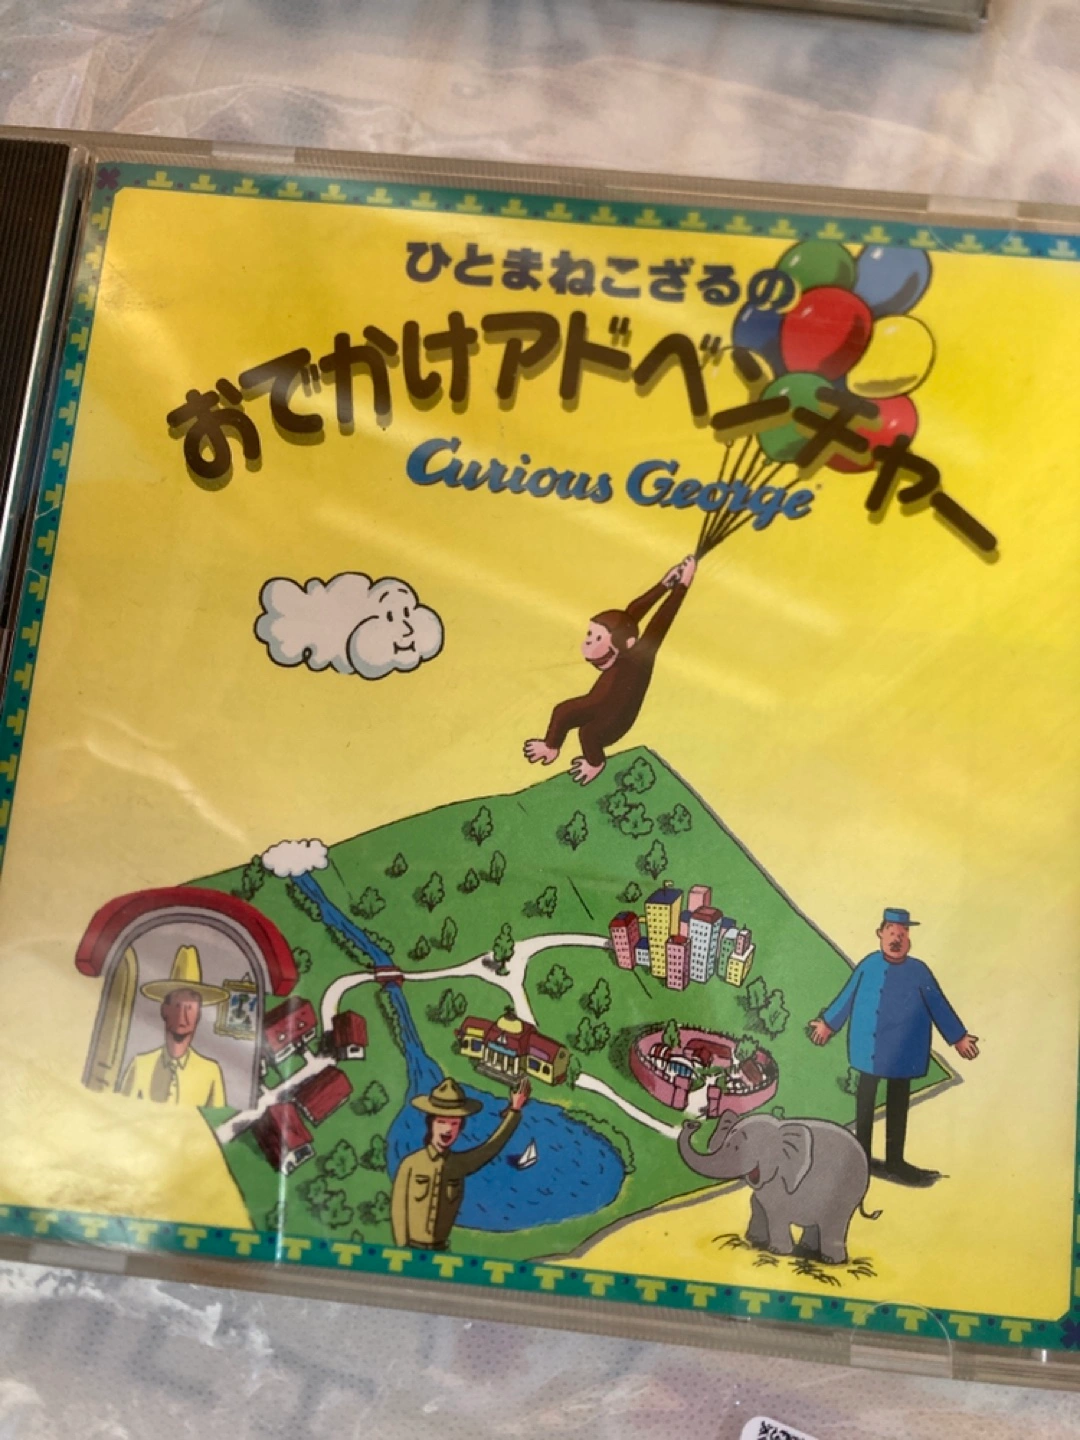 ひとまねこざるの
おでかけアドベンチャー
Curious George